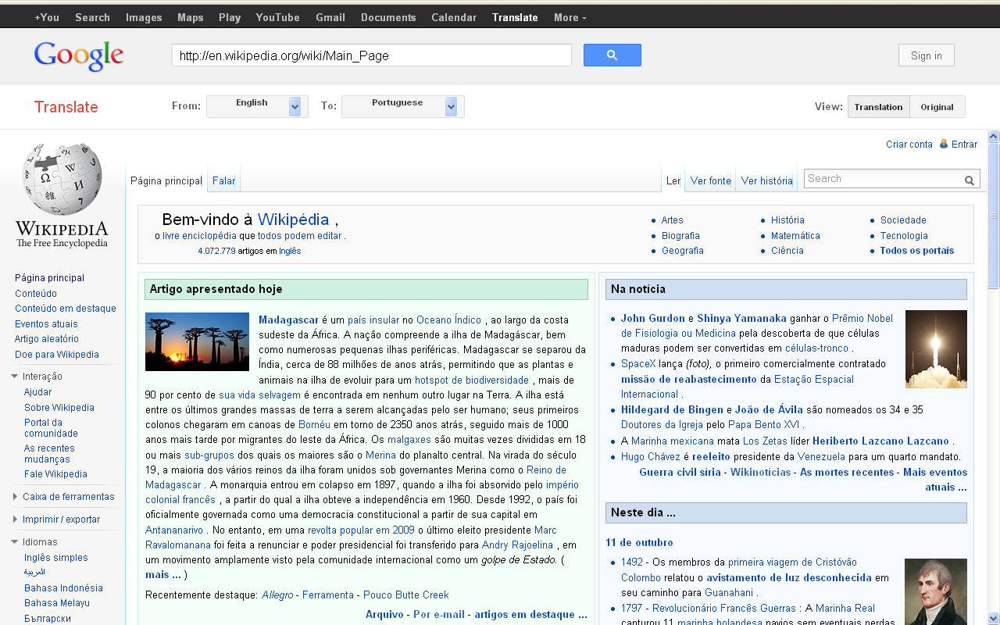 +You Search Images Maps Play YouTube Gmail Documents Calendar Translate More
Google
http://en.wikipedia.org/wiki/Main_Page
Sign in
Translate
From: English To: Portuguese
View: Translation Original
Criar conta Entrar
Página principal Falar
Ler Ver fonte Ver história
Search
WIKIPEDIA
The Free Encyclopedia
Página principal
Conteúdo
Conteúdo em destaque
Eventos atuais
Artigo aleatório
Doe para Wikipedia
Interação
Ajudar
Sobre Wikipedia
Portal da
comunidade
As recentes
mudanças
Fale Wikipedia
Caixa de ferramentas
Imprimir / exportar
Idiomas
Inglês simples
العربية
Bahasa Indonésia
Bahasa Melayu
Български
Bem-vindo à Wikipédia ,
o livre enciclopédia que todos podem editar .
4.072.779 artigos em Inglês
Artes
Biografia
Geografia
História
Matemática
Ciência
Sociedade
Tecnologia
Todos os portais
Artigo apresentado hoje
Madagascar é um país insular no Oceano Índico , ao largo da costa
sudeste da África. A nação compreende a ilha de Madagáscar, bem
como numerosas pequenas ilhas periféricas. Madagascar se separou da
Índia, cerca de 88 milhões de anos atrás, permitindo que as plantas e
animais na ilha de evoluir para um hotspot de biodiversidade , mais de
90 por cento de sua vida selvagem é encontrada em nenhum outro lugar na Terra. A ilha está
entre os últimos grandes massas de terra a serem alcançadas pelo ser humano; seus primeiros
colonos chegaram em canoas de Bornéu em torno de 2350 anos atrás, seguido mais de 1000
anos mais tarde por migrantes do leste da África. Os malgaxes são muitas vezes divididas em 18
ou mais sub-grupos dos quais os maiores são o Merina do planalto central. Na virada do século
19, a maioria dos vários reinos da ilha foram unidos sob governantes Merina como o Reino de
Madagascar . A monarquia entrou em colapso em 1897, quando a ilha foi absorvido pelo império
colonial francês , a partir do qual a ilha obteve a independência em 1960. Desde 1992, o país foi
oficialmente governada como uma democracia constitucional a partir de sua capital em
Antananarivo . No entanto, em uma revolta popular em 2009 o último eleito presidente Marc
Ravalomanana foi feita a renunciar e poder presidencial foi transferido para Andry Rajoelina , em
um movimento amplamente visto pela comunidade internacional como um golpe de Estado. (
mais ... )
Recentemente destaque: Allegro - Ferramenta - Pouco Butte Creek
Arquivo - Por e-mail - artigos em destaque ...
Na notícia
John Gurdon e Shinya Yamanaka ganhar o Prêmio Nobel
de Fisiologia ou Medicina pela descoberta de que células
maduras podem ser convertidas em células-tronco .
SpaceX lança (foto), o primeiro comercialmente contratado
missão de reabastecimento da Estação Espacial
Internacional .
Hildegard de Bingen e João de Ávila são nomeados os 34 e 35
Doutores da Igreja pelo Papa Bento XVI .
A Marinha mexicana mata Los Zetas líder Heriberto Lazcano Lazcano .
Hugo Chávez é reeleito presidente da Venezuela para um quarto mandato.
Guerra civil síria - Wikinotícias - As mortes recentes - Mais eventos
atuais ...
Neste dia ...
11 de outubro
1492 - Os membros da primeira viagem de Cristóvão
Colombo relatou o avistamento de luz desconhecida em
seu caminho para Guanahani .
1797 - Revolucionário Francês Guerras : A Marinha Real
capturou 11 marinha holandesa navios sem eventuais perdas